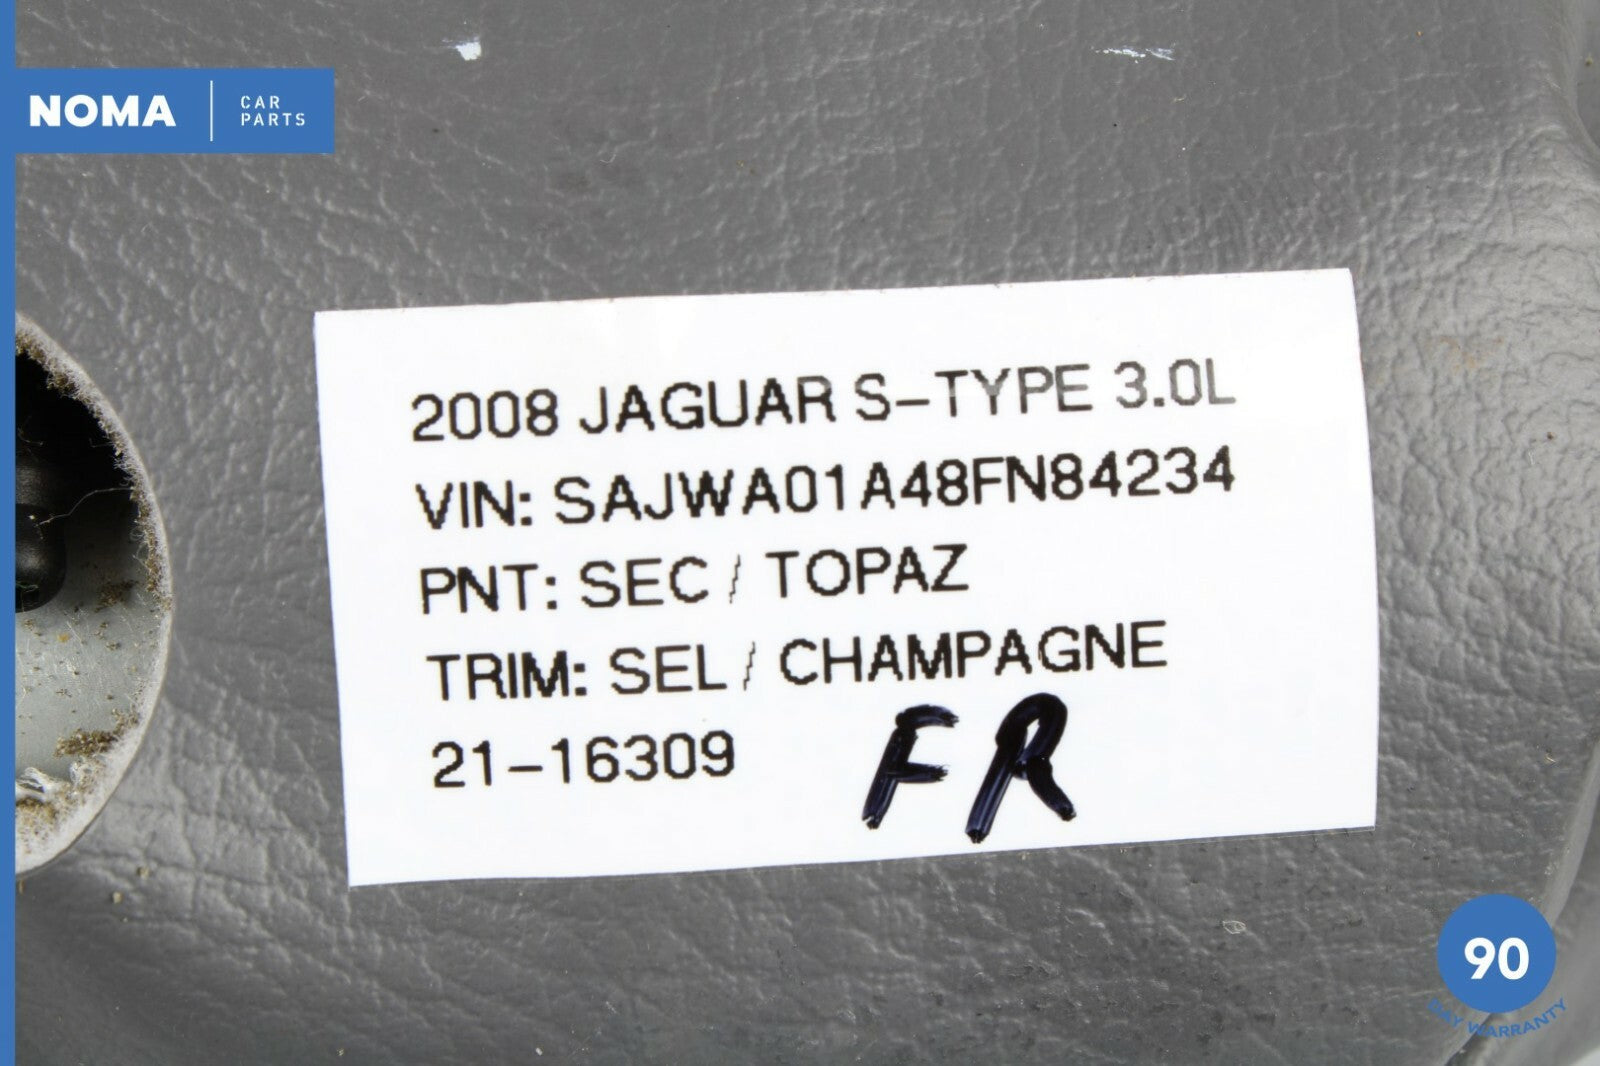 NOMA
CAR
PARTS
2008 JAGUAR S-TYPE 3.0L
VIN: SAJWA01A48FN84234
PNT: SEC / TOPAZ
TRIM: SEL / CHAMPAGNE
21-16309
FR
90
DAY WARRANTY